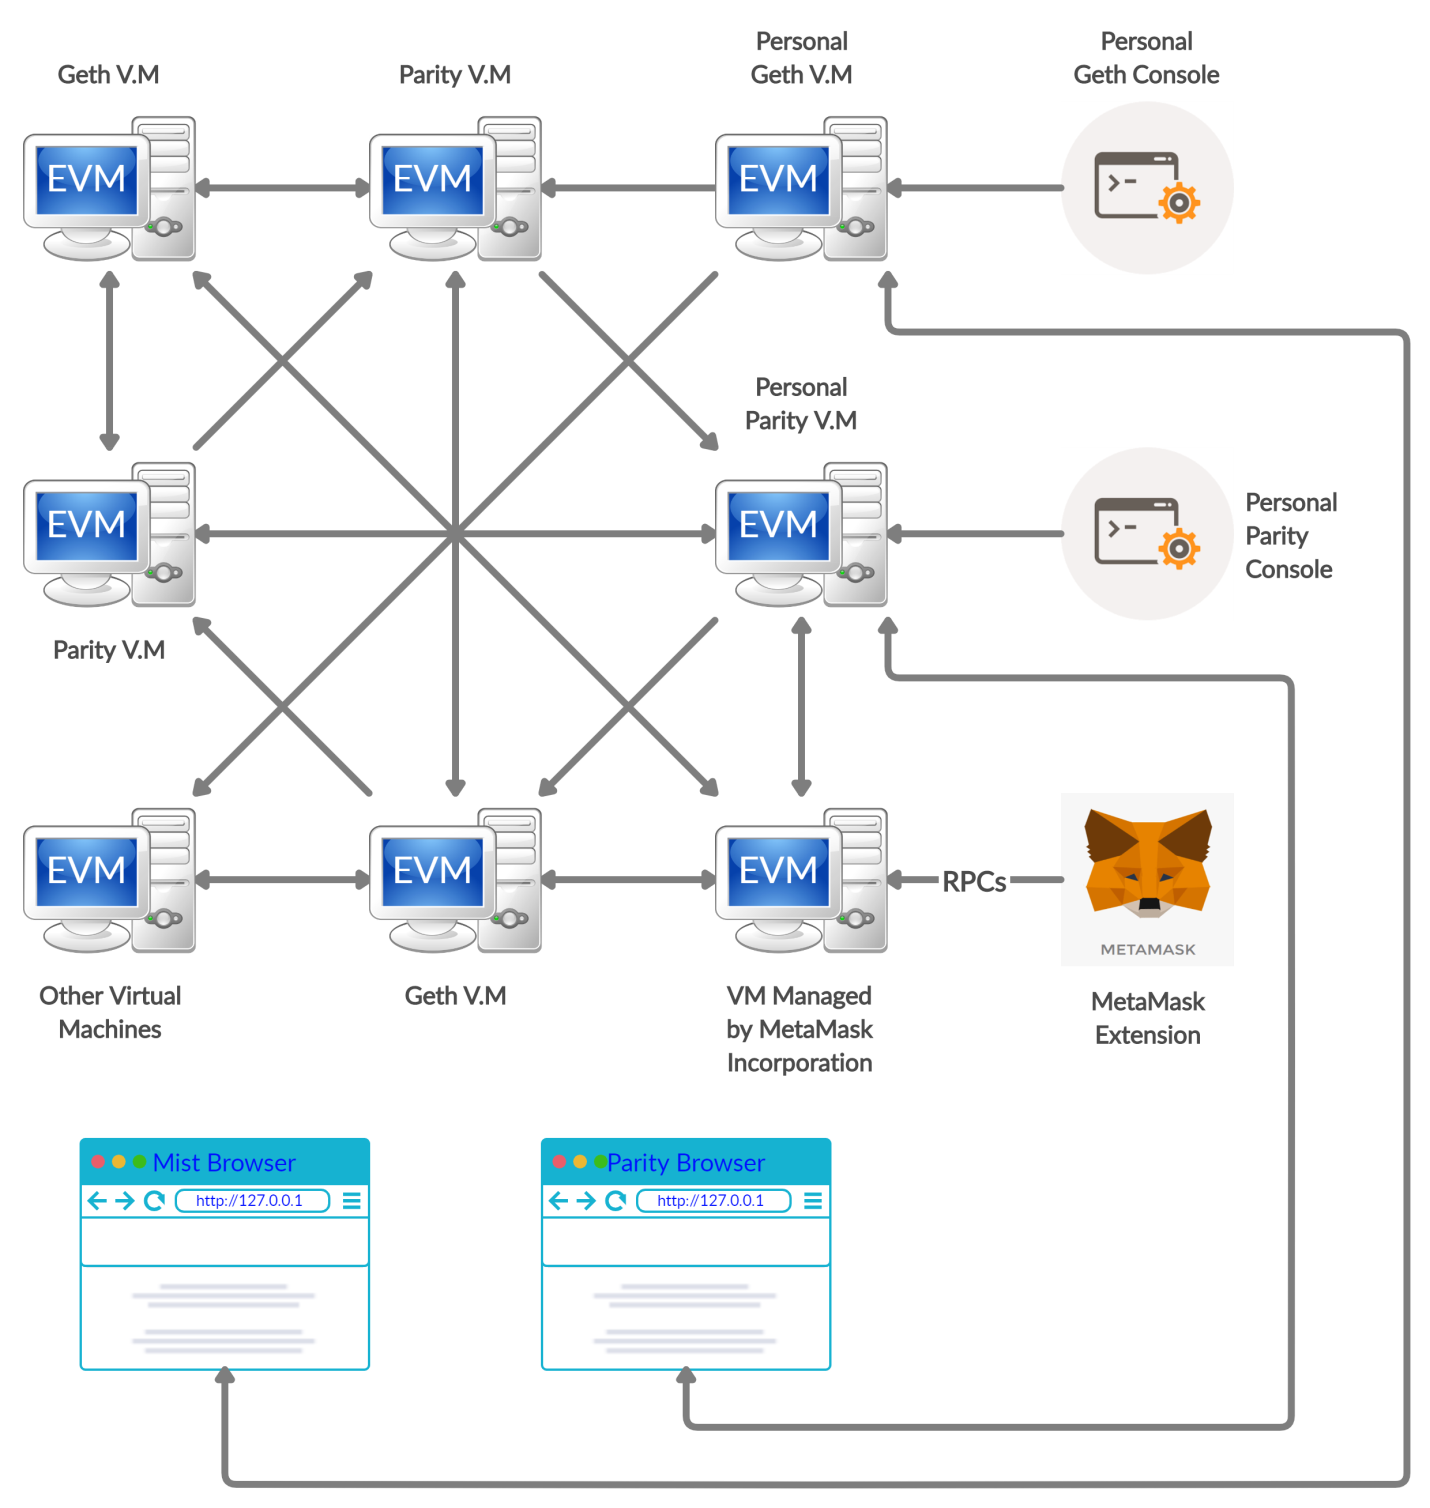 Geth V.M
Parity V.M
Personal
Geth V.M
Personal
Geth Console
EVM
EVM
EVM
>-
Personal
Parity V.M
EVM
EVM
>-
Personal
Parity
Console
Parity V.M
EVM
EVM
EVM
RPCs
METAMASK
Other Virtual
Machines
Geth V.M
VM Managed
by MetaMask
Incorporation
MetaMask
Extension
Mist Browser
http://127.0.0.1
Parity Browser
http://127.0.0.1